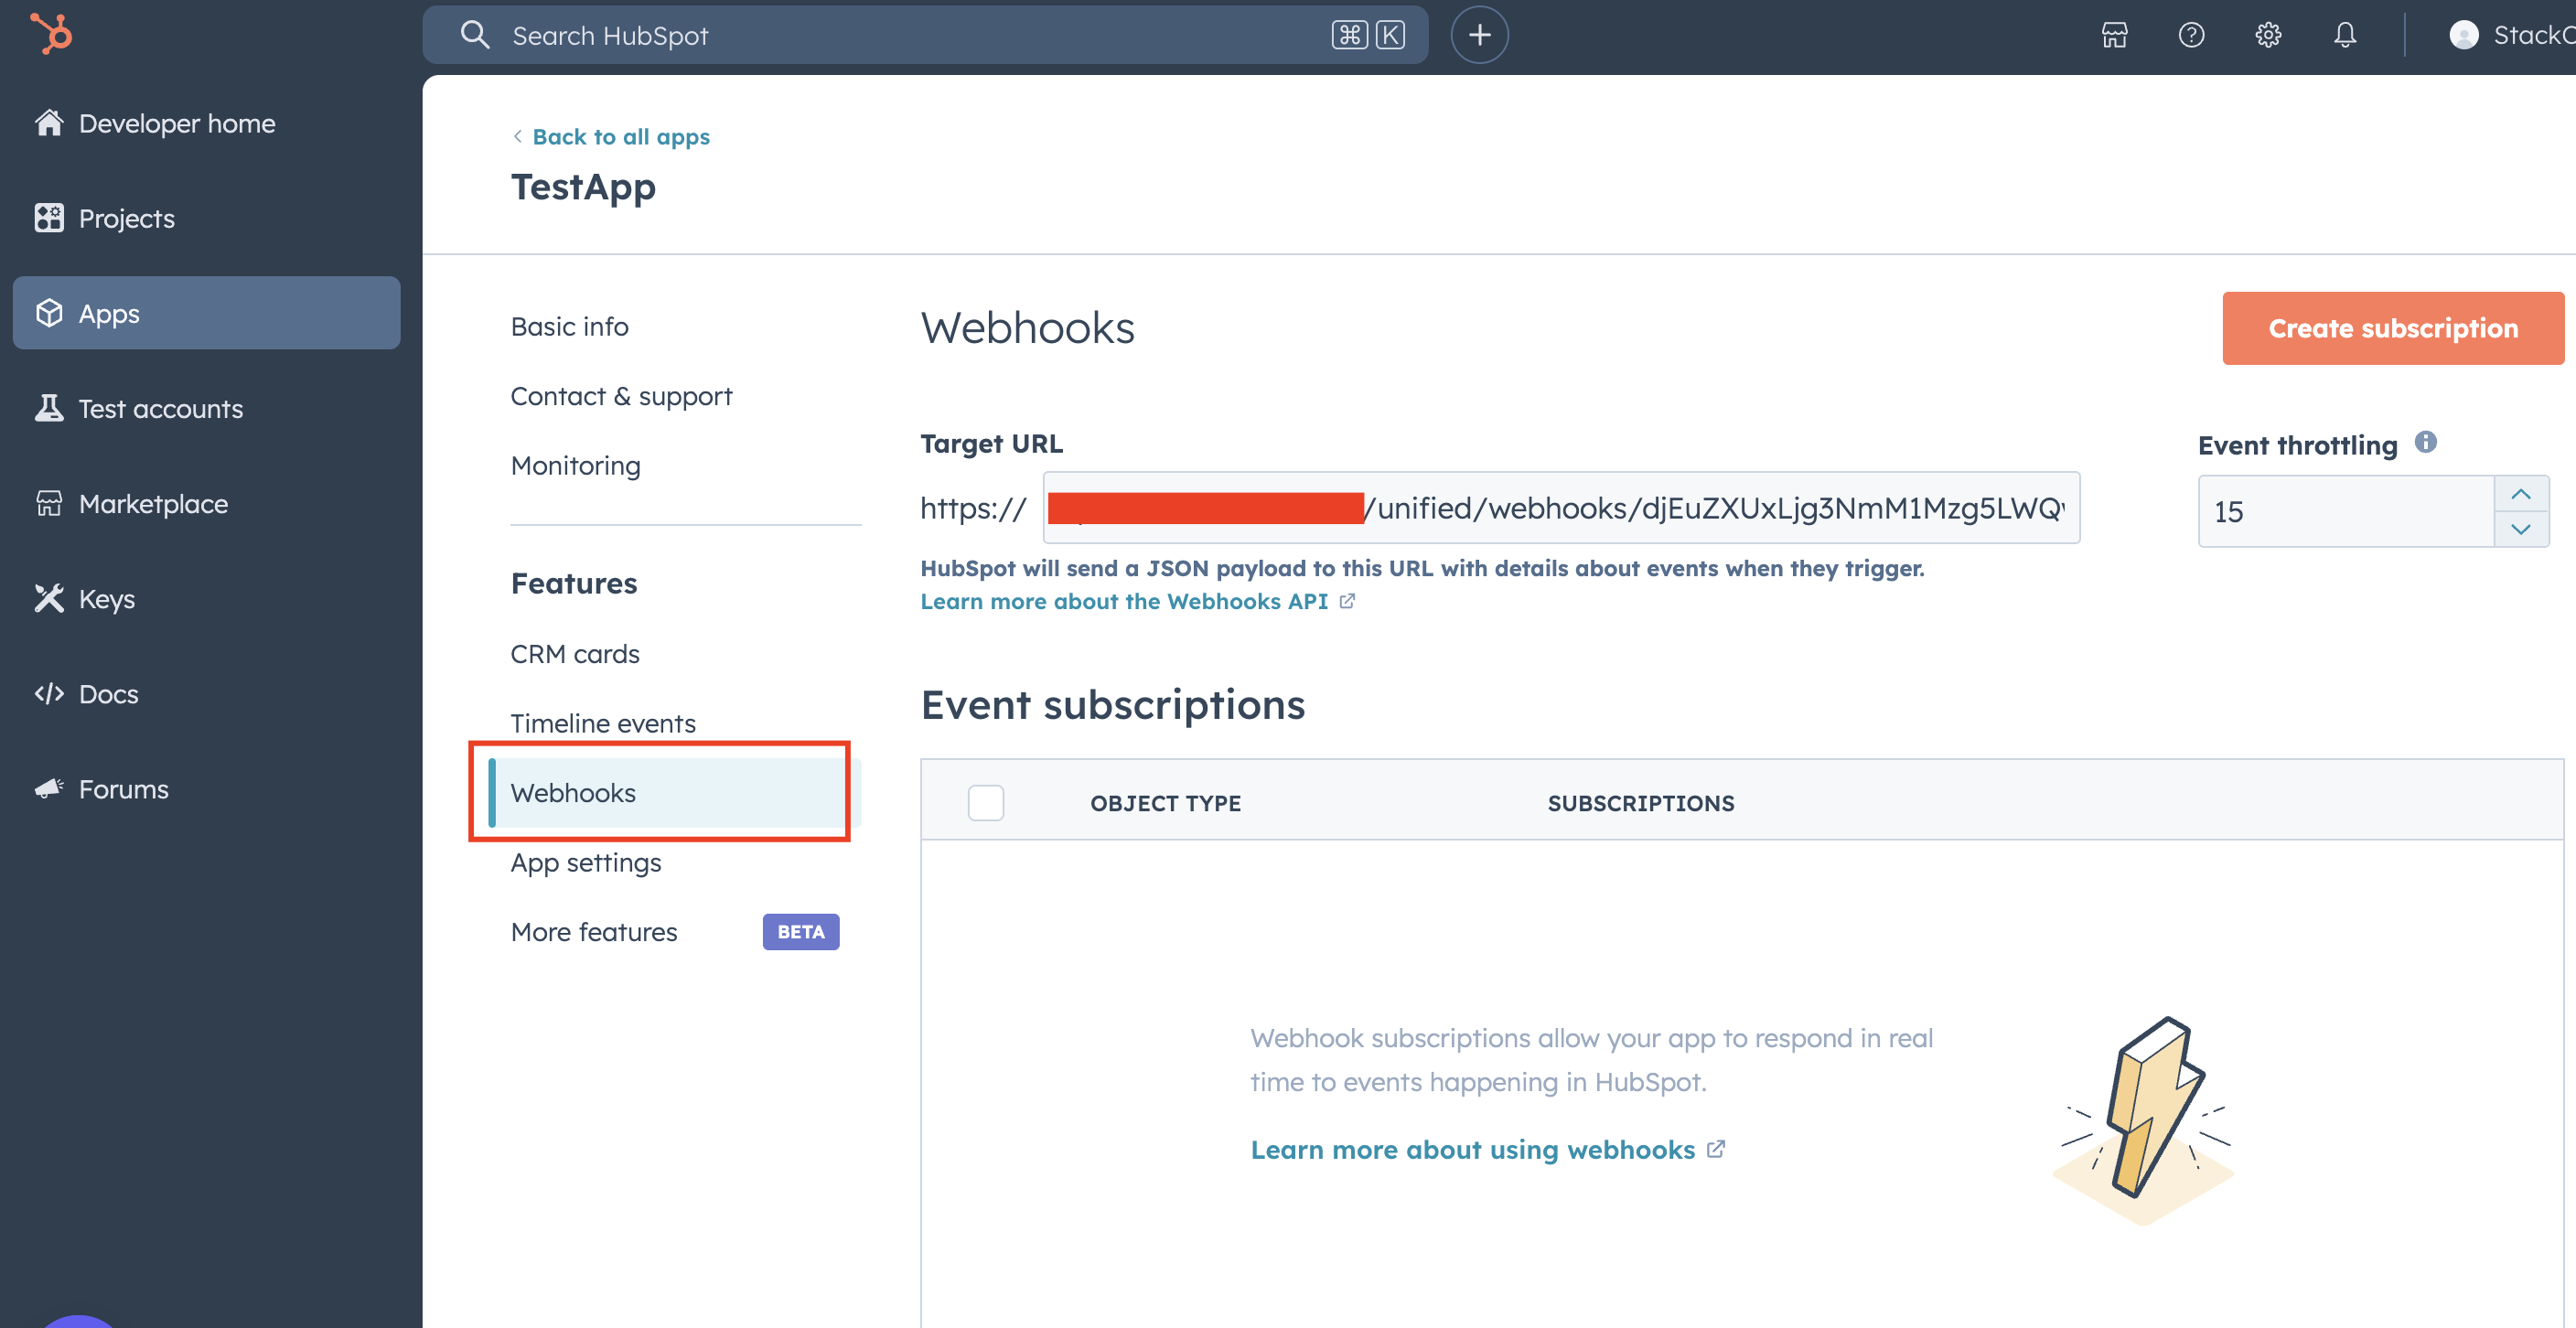 Search HubSpot
⌘ K
StackO
Developer home
Projects
Apps
Test accounts
Marketplace
Keys
Docs
Forums
Back to all apps
TestApp
Basic info
Contact & support
Monitoring
Features
CRM cards
Timeline events
Webhooks
App settings
More features BETA
Webhooks
Create subscription
Target URL
https:// /unified/webhooks/djEuZXUxLjg3NmM1Mzg5LWQ
HubSpot will send a JSON payload to this URL with details about events when they trigger.
Learn more about the Webhooks API
Event throttling
15
Event subscriptions
OBJECT TYPE SUBSCRIPTIONS
Webhook subscriptions allow your app to respond in real
time to events happening in HubSpot.
Learn more about using webhooks